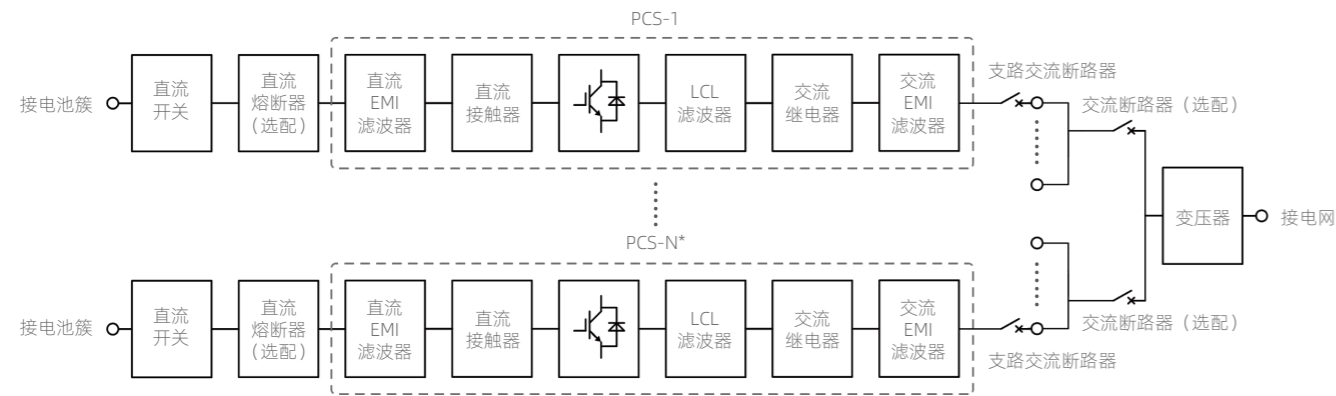 PCS-1
接电池簇
直流
开关
直流
熔断器
（选配）
直流
EMI
滤波器
直流
接触器
LCL
滤波器
交流
继电器
交流
EMI
滤波器
支路交流断路器
交流断路器（选配）
变压器
接电网
PCS-N*
接电池簇
直流
开关
直流
熔断器
（选配）
直流
EMI
滤波器
直流
接触器
LCL
滤波器
交流
继电器
交流
EMI
滤波器
交流断路器（选配）
支路交流断路器